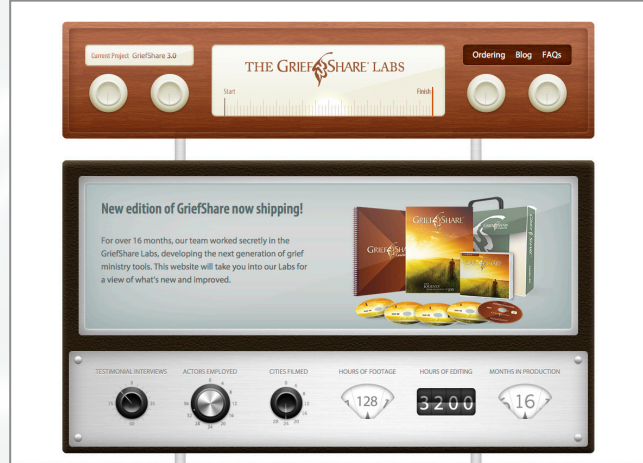 Current Project GriefShare 3.0
THE GRIEFSHARE LABS
Start
Finish
Ordering Blog FAQs
New edition of GriefShare now shipping!
For over 16 months, our team worked secretly in the
GriefShare Labs, developing the next generation of grief
ministry tools. This website will take you into our Labs for
a view of what's new and improved.
GRIEFSHARE
TESTIMONIAL INTERVIEWS
ACTORS EMPLOYED
CITIES FILMED
HOURS OF FOOTAGE
HOURS OF EDITING
MONTHS IN PRODUCTION
128
3200
16